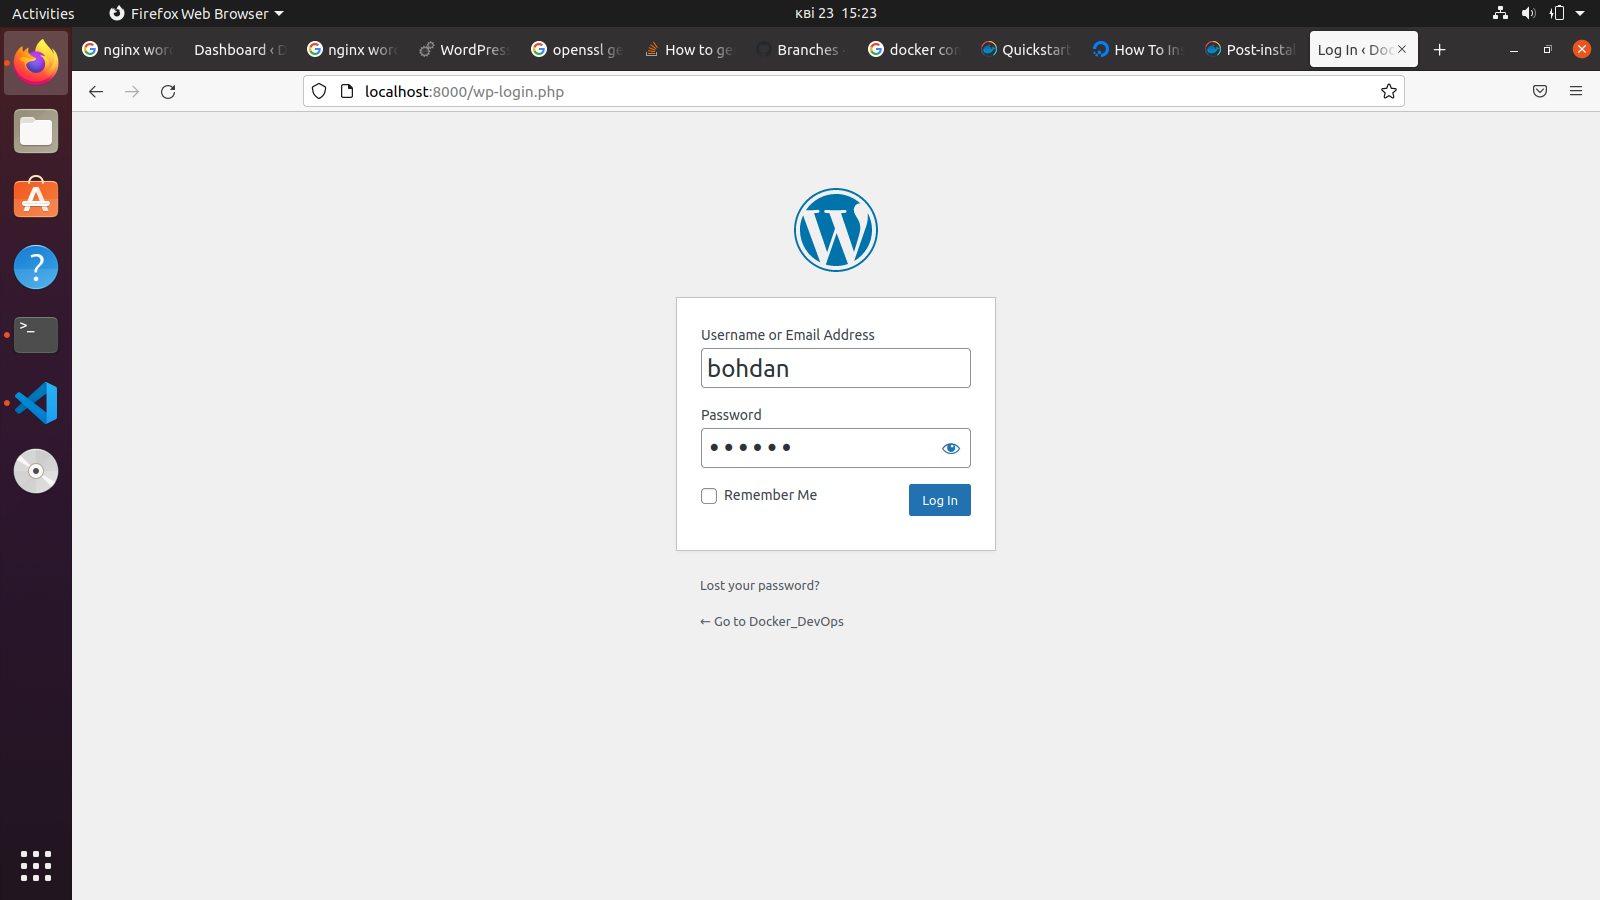 Activities
Firefox Web Browser
кві 23 15:23
nginx wor
Dashboard ‹ D
nginx wor
WordPress
openssl ge
How to ge
Branches
docker con
Quickstart
How To Ins
Post-instal
Log In ‹ Doc
localhost:8000/wp-login.php
Username or Email Address
bohdan
Password
Remember Me
Log In
Lost your password?
← Go to Docker_DevOps